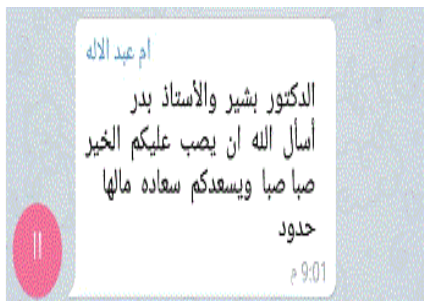 ام عبد الاله
الدكتور بشير والأستاذ بدر
أسأل الله ان يصب عليكم الخير
صبا صبا ويسعدكم سعاده مالها
حدود
9:01 م
اا